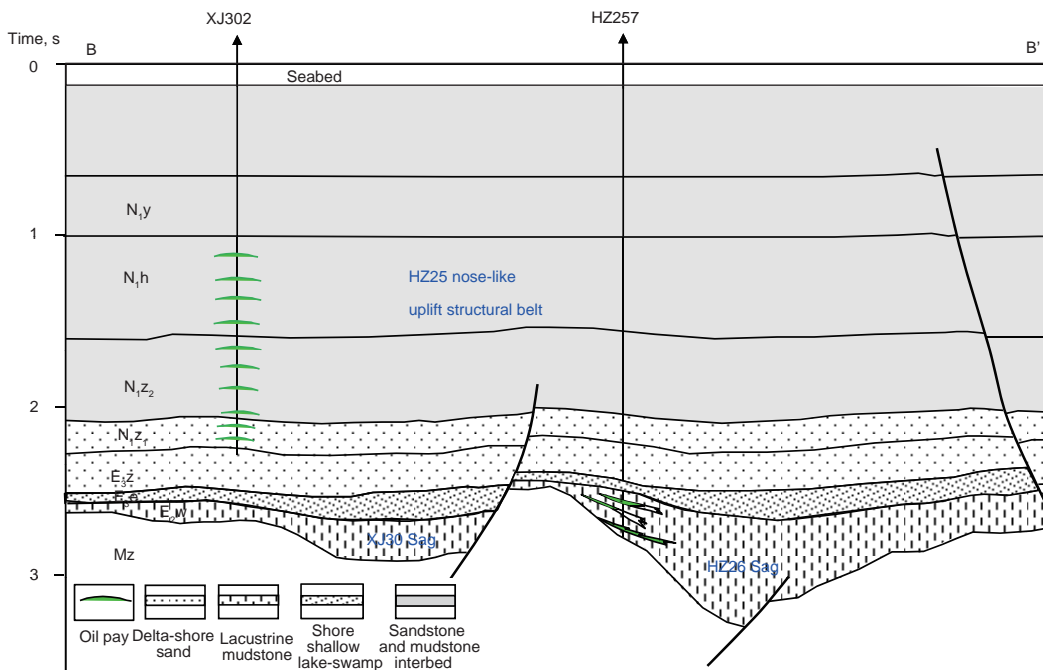 XJ302
HZ257
Time, s
B
B'
0
Seabed
N₁y
1
N₁h
HZ25 nose-like
uplift structural belt
N₁z₂
2
N₁z₁
E₃z
E₃e
E₂w
XJ30 Sag
Mz
HZ26 Sag
3
Oil pay
Delta-shore
sand
Lacustrine
mudstone
Shore
shallow
lake-swamp
Sandstone
and mudstone
interbed